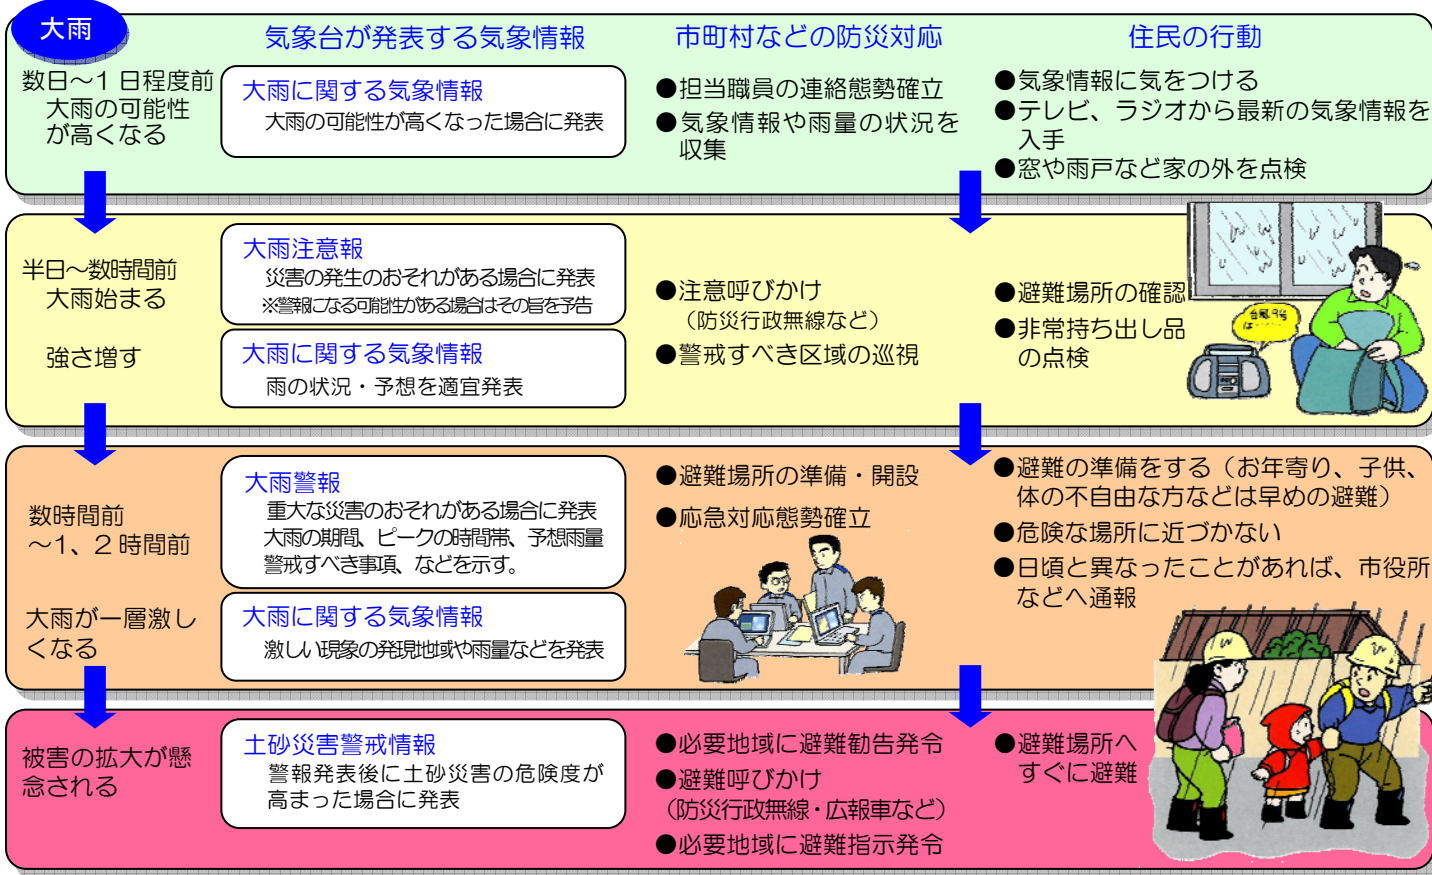 大雨
気象台が発表する気象情報
市町村などの防災対応
住民の行動
数日～1日程度前
大雨の可能性
が高くなる
大雨に関する気象情報
大雨の可能性が高くなった場合に発表
●担当職員の連絡態勢確立
●気象情報や雨量の状況を
収集
●気象情報に気をつける
●テレビ、ラジオから最新の気象情報を
入手
●窓や雨戸など家の外を点検
半日～数時間前
大雨始まる
強さ増す
大雨注意報
災害の発生のおそれがある場合に発表
※警報になる可能性がある場合はその旨を予告
大雨に関する気象情報
雨の状況・予想を適宜発表
●注意呼びかけ
（防災行政無線など）
●警戒すべき区域の巡視
●避難場所の確認
●非常持ち出し品
の点検
台風9号
は……
数時間前
～1、2時間前
大雨が一層激し
くなる
大雨警報
重大な災害のおそれがある場合に発表
大雨の期間、ピークの時間帯、予想雨量
警戒すべき事項、などを示す。
大雨に関する気象情報
激しい現象の発現地域や雨量などを発表
●避難場所の準備・開設
●応急対応態勢確立
●避難の準備をする（お年寄り、子供、
体の不自由な方などは早めの避難）
●危険な場所に近づかない
●日頃と異なったことがあれば、市役所
などへ通報
被害の拡大が懸
念される
土砂災害警戒情報
警報発表後に土砂災害の危険度が
高まった場合に発表
●必要地域に避難勧告発令
●避難呼びかけ
（防災行政無線・広報車など）
●必要地域に避難指示発令
●避難場所へ
すぐに避難